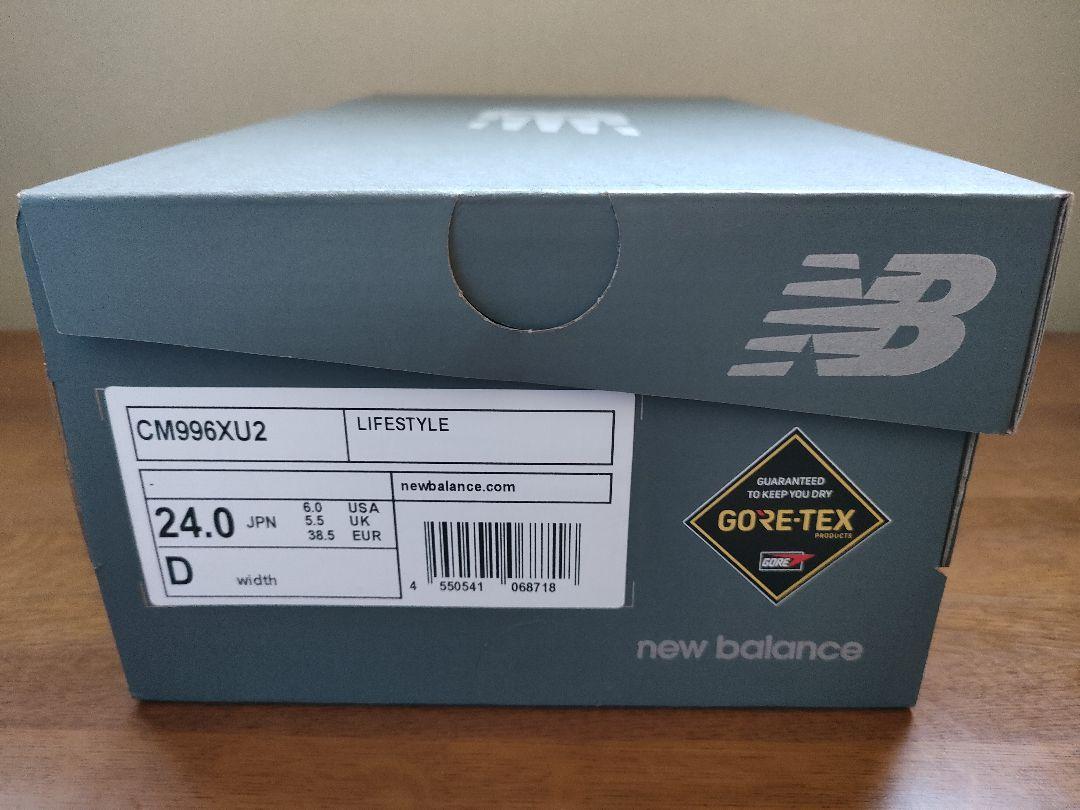 NB
CM996XU2
LIFESTYLE
-
newbalance.com
24.0 JPN
6.0 USA
5.5 UK
38.5 EUR
D width
4 550541 068718
GUARANTEED
TO KEEP YOU DRY
GORE-TEX
PRODUCTS
GORE
new balance